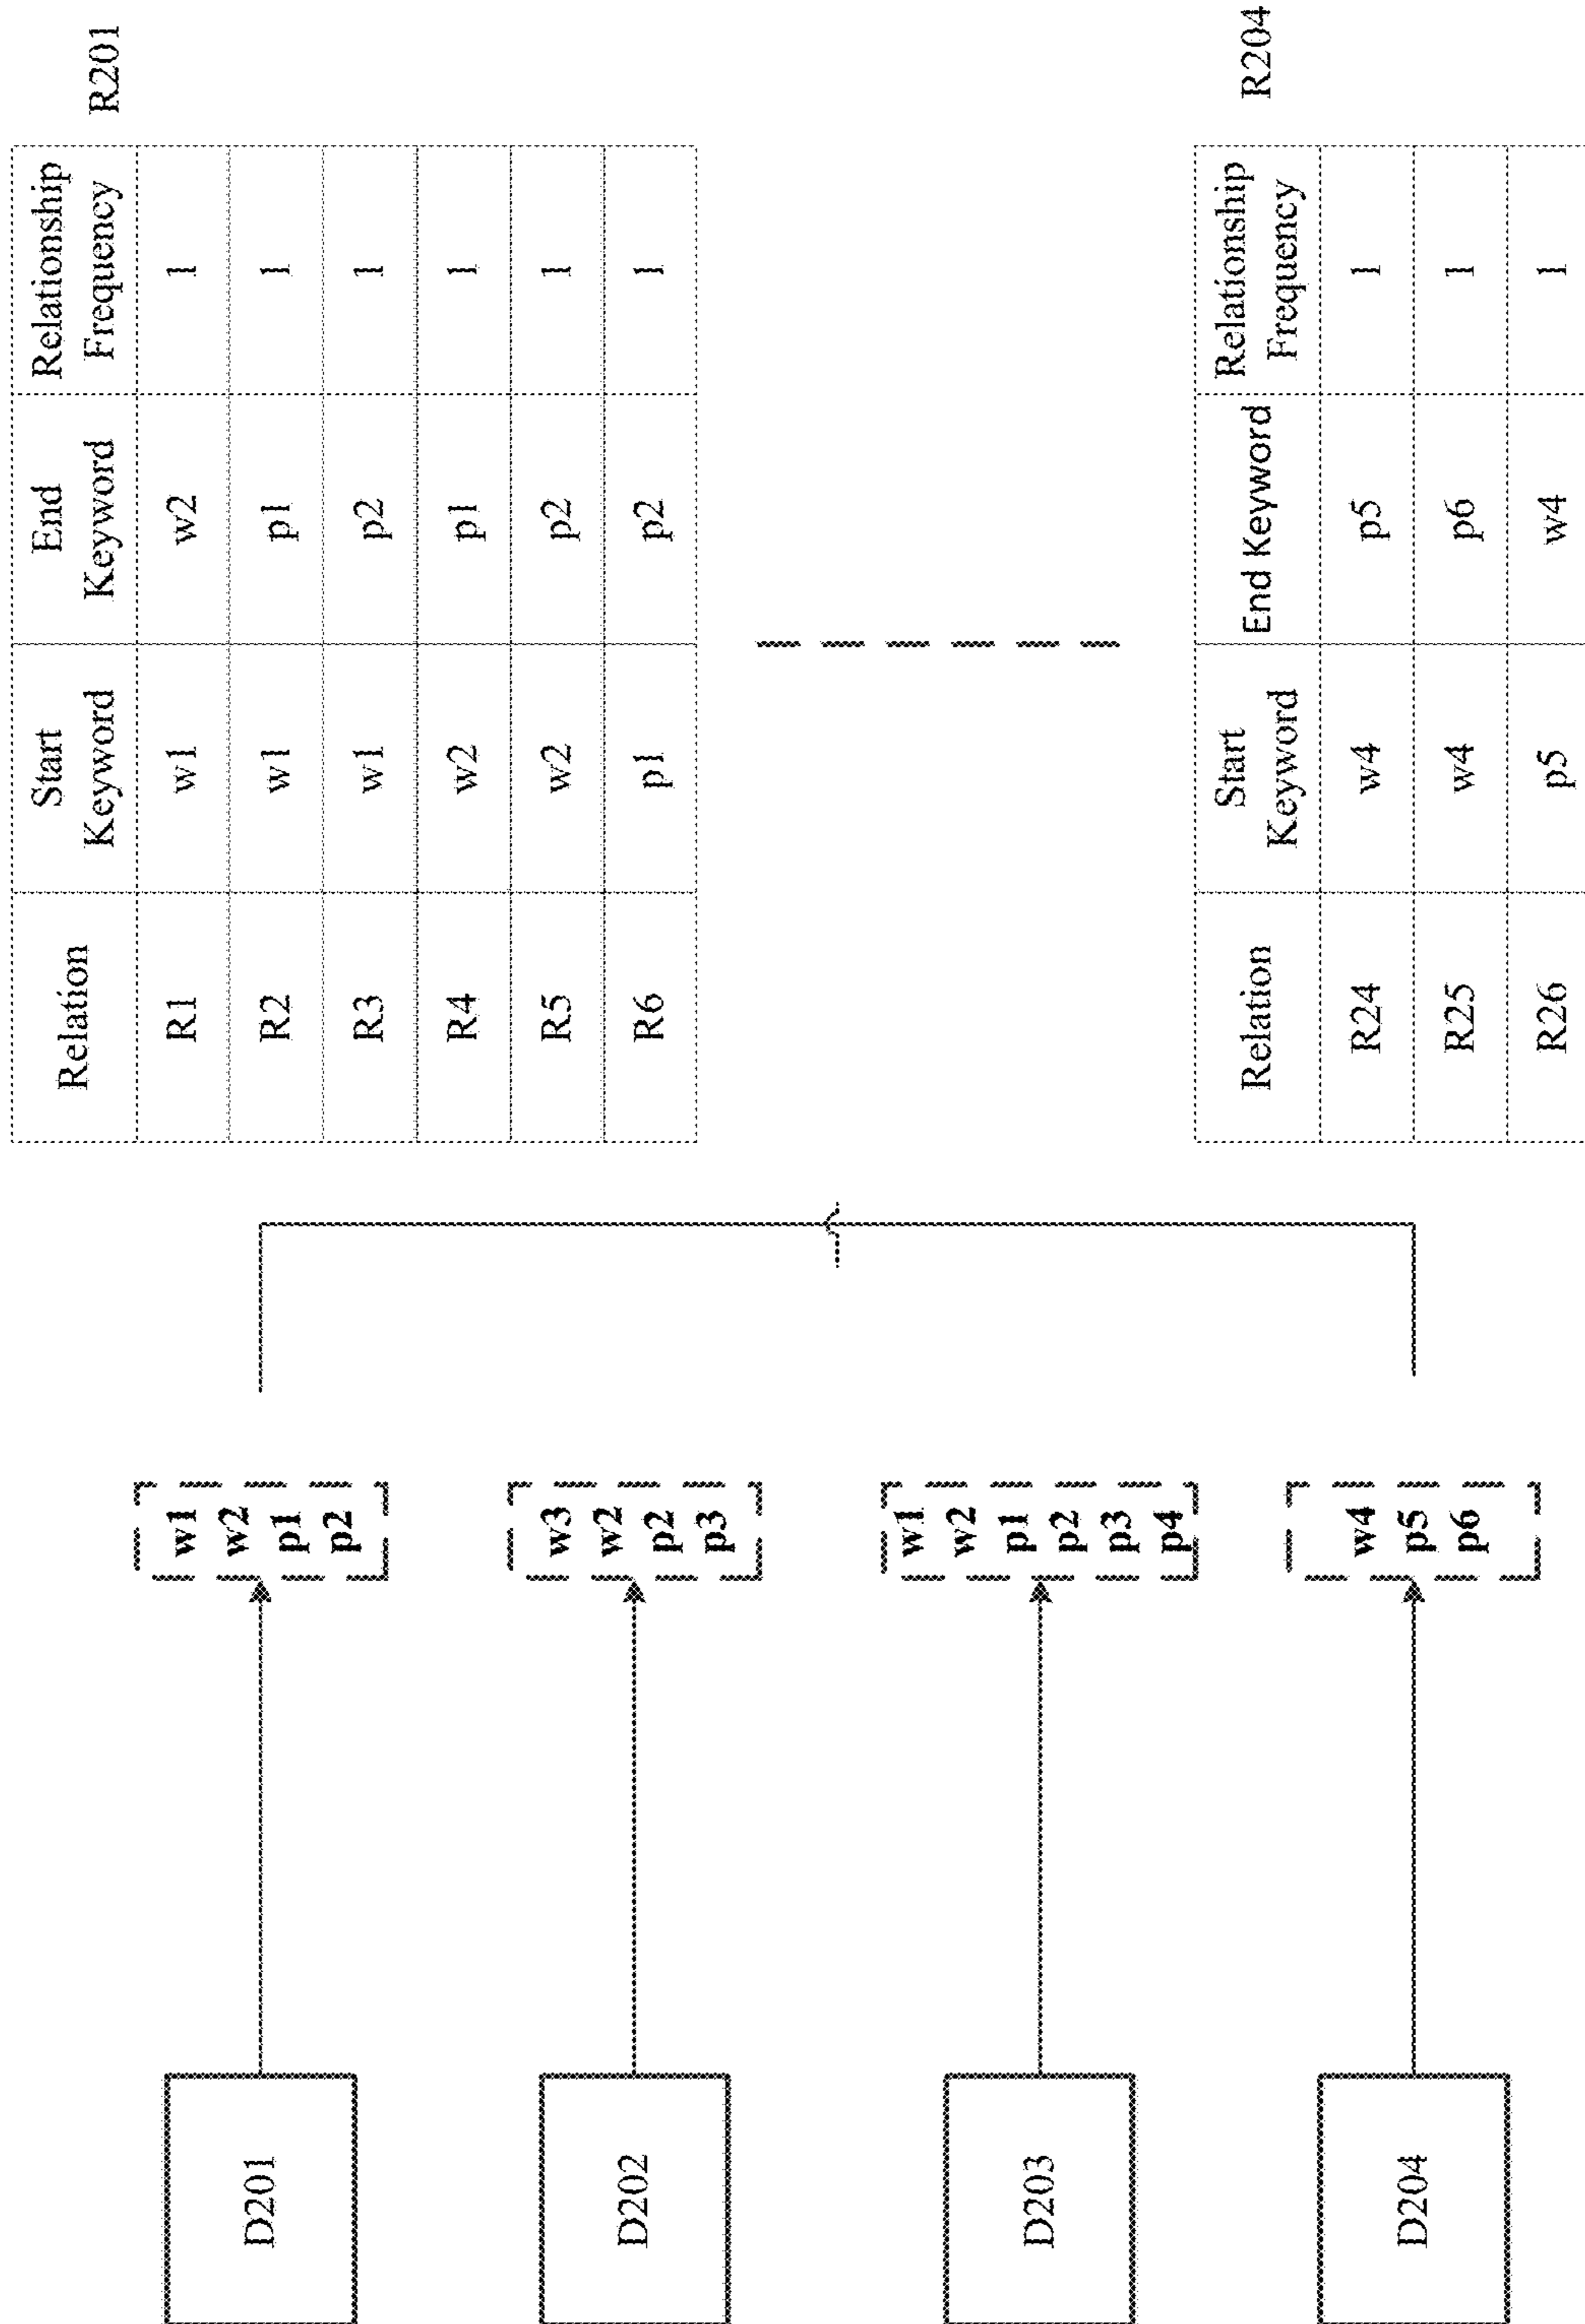 D201
w1
w2
p1
p2
D202
w3
w2
p2
p3
D203
w1
w2
p1
p2
p3
p4
D204
w4
p5
p6
R201
Relation Start Keyword End Keyword Relationship Frequency
R1 w1 w2 1
R2 w1 p1 1
R3 w1 p2 1
R4 w2 p1 1
R5 w2 p2 1
R6 p1 p2 1
R204
Relation Start Keyword End Keyword Relationship Frequency
R24 w4 p5 1
R25 w4 p6 1
R26 p5 w4 1